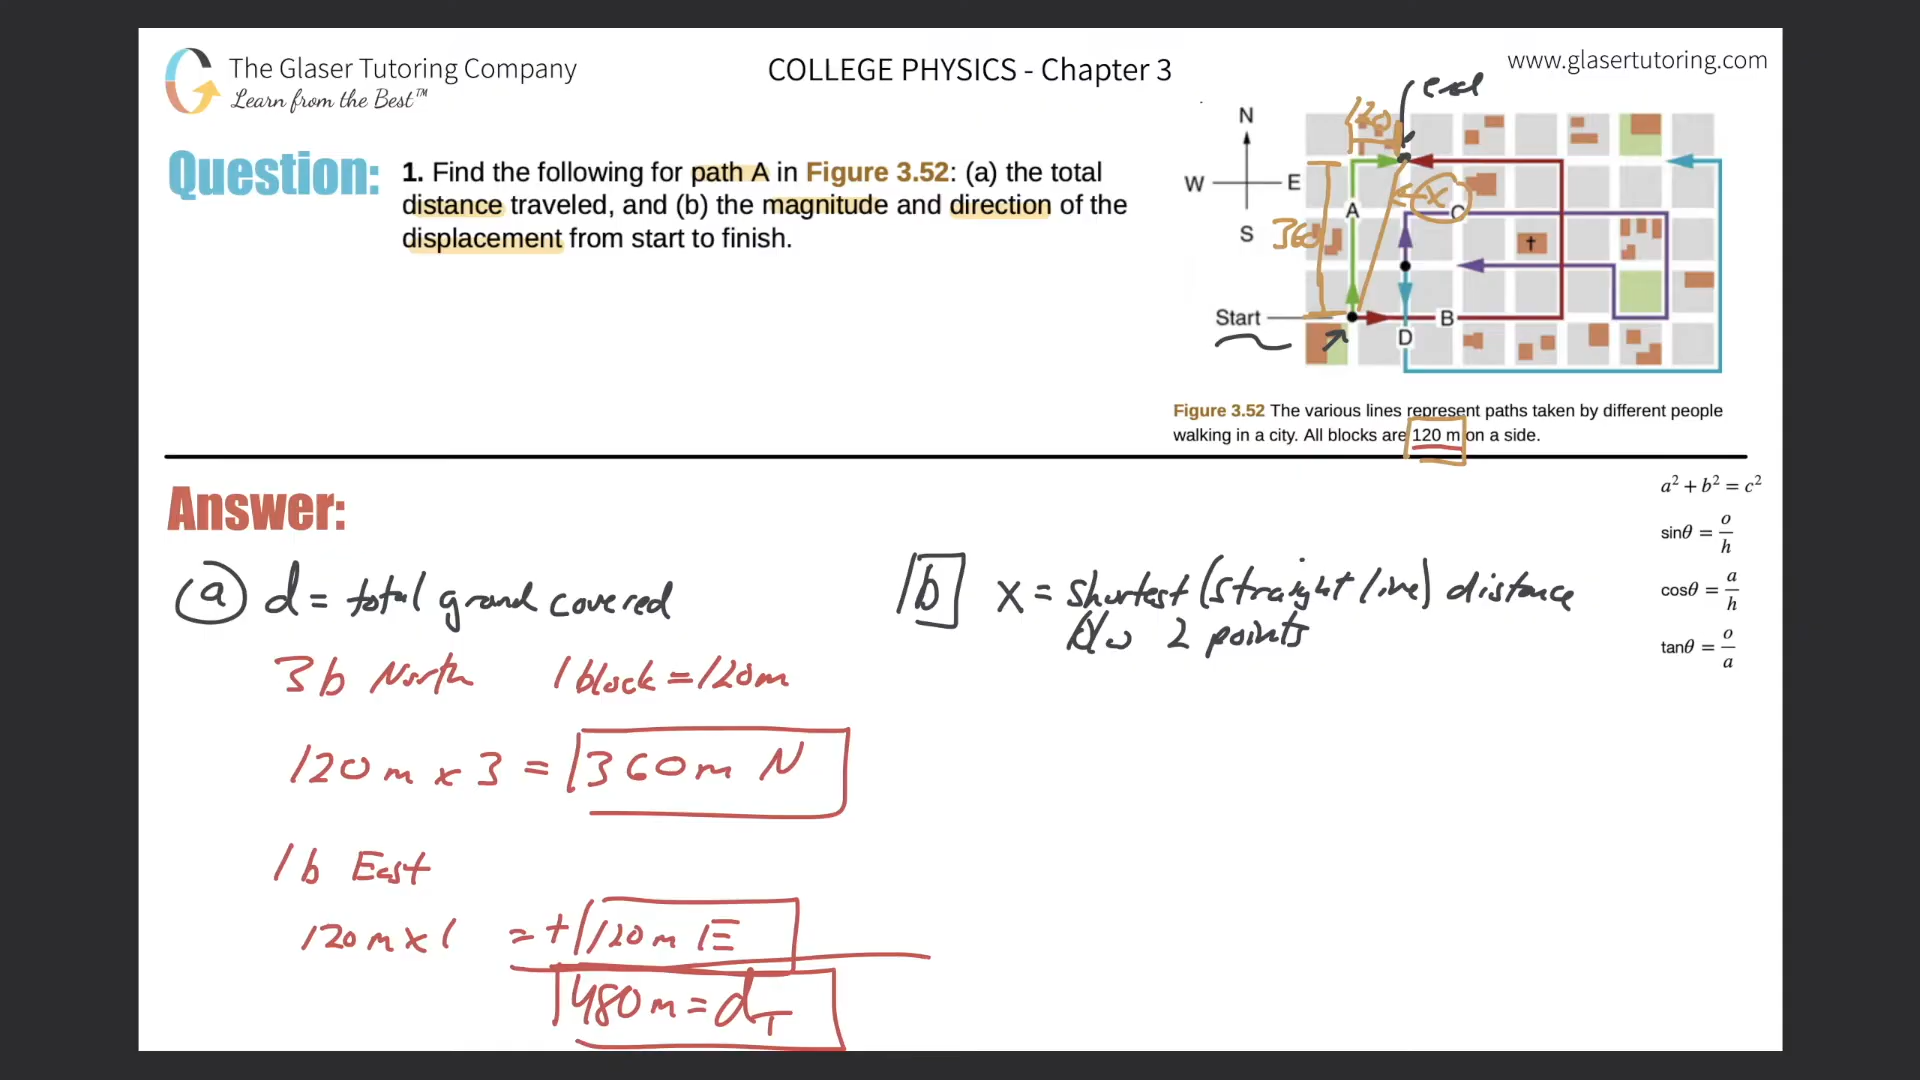 The Glaser Tutoring Company
Learn from the Best™
COLLEGE PHYSICS - Chapter 3
www.glasertutoring.com
Question:
1. Find the following for path A in Figure 3.52: (a) the total
distance traveled, and (b) the magnitude and direction of the
displacement from start to finish.
end
120
N
W E
S
A
x
C
360
Start
B
D
Figure 3.52 The various lines represent paths taken by different people
walking in a city. All blocks are 120 m on a side.
Answer:
a² + b² = c²
sinθ = o/h
cosθ = a/h
tanθ = o/a
(a) d = total ground covered
3b North 1 block = 120m
120m x 3 = 360m N
1b East
120m x 1 = + 120m E
480m = dT
b x = shortest (straight line) distance
b/w 2 points